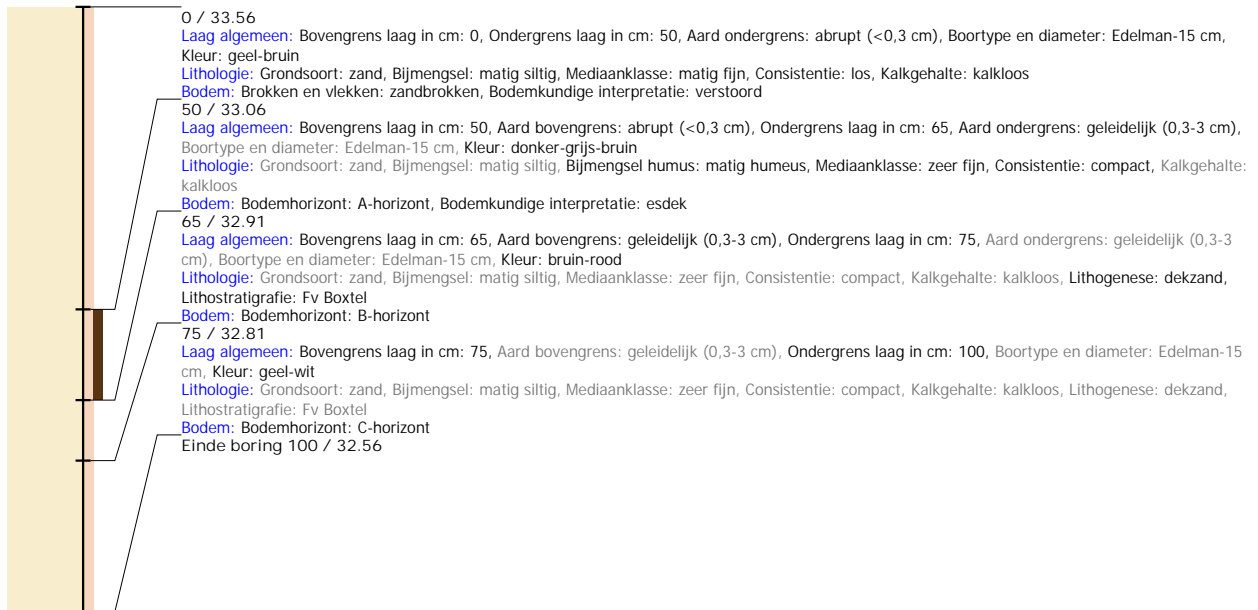 0 / 33.56
Laag algemeen: Bovengrens laag in cm: 0, Ondergrens laag in cm: 50, Aard ondergrens: abrupt (<0,3 cm), Boortype en diameter: Edelman-15 cm,
Kleur: geel-bruin
Lithologie: Grondsoort: zand, Bijmengsel: matig siltig, Mediaanklasse: matig fijn, Consistentie: los, Kalkgehalte: kalkloos
Bodem: Brokken en vlekken: zandbrokken, Bodemkundige interpretatie: verstoord
50 / 33.06
Laag algemeen: Bovengrens laag in cm: 50, Aard bovengrens: abrupt (<0,3 cm), Ondergrens laag in cm: 65, Aard ondergrens: geleidelijk (0,3-3 cm),
Boortype en diameter: Edelman-15 cm, Kleur: donker-grijs-bruin
Lithologie: Grondsoort: zand, Bijmengsel: matig siltig, Bijmengsel humus: matig humeus, Mediaanklasse: zeer fijn, Consistentie: compact, Kalkgehalte:
kalkloos
Bodem: Bodemhorizont: A-horizont, Bodemkundige interpretatie: esdek
65 / 32.91
Laag algemeen: Bovengrens laag in cm: 65, Aard bovengrens: geleidelijk (0,3-3 cm), Ondergrens laag in cm: 75, Aard ondergrens: geleidelijk (0,3-3
cm), Boortype en diameter: Edelman-15 cm, Kleur: bruin-rood
Lithologie: Grondsoort: zand, Bijmengsel: matig siltig, Mediaanklasse: zeer fijn, Consistentie: compact, Kalkgehalte: kalkloos, Lithogenese: dekzand,
Lithostratigrafie: Fv Boxtel
Bodem: Bodemhorizont: B-horizont
75 / 32.81
Laag algemeen: Bovengrens laag in cm: 75, Aard bovengrens: geleidelijk (0,3-3 cm), Ondergrens laag in cm: 100, Boortype en diameter: Edelman-15
cm, Kleur: geel-wit
Lithologie: Grondsoort: zand, Bijmengsel: matig siltig, Mediaanklasse: zeer fijn, Consistentie: compact, Kalkgehalte: kalkloos, Lithogenese: dekzand,
Lithostratigrafie: Fv Boxtel
Bodem: Bodemhorizont: C-horizont
Einde boring 100 / 32.56